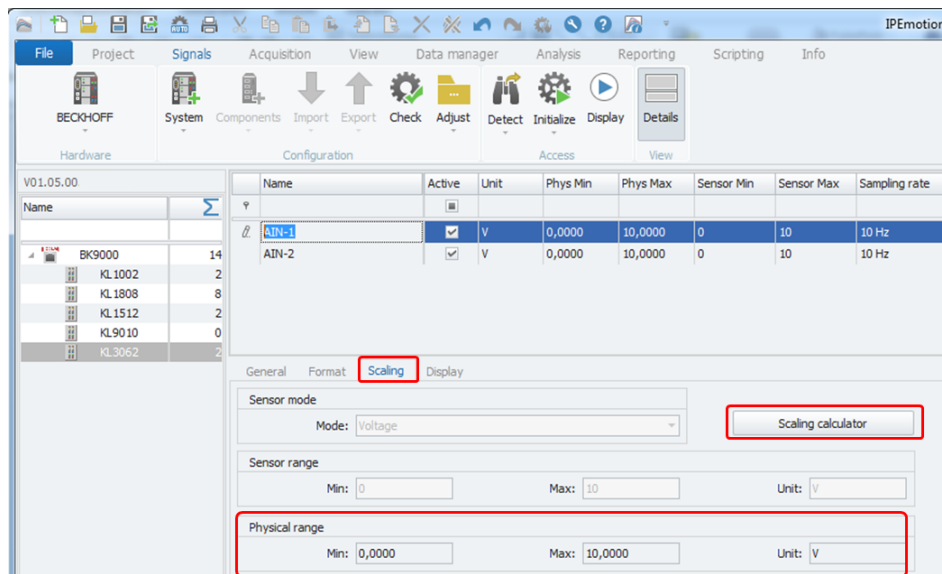 IPEmotion
File Project Signals Acquisition View Data manager Analysis Reporting Scripting Info
BECKHOFF System Components Import Export Check Adjust Detect Initialize Display Details
Hardware Configuration Access View
V01.05.00
Name Σ
BK9000 14
KL1002 2
KL1808 8
KL1512 2
KL9010 0
KL3062 2
Name Active Unit Phys Min Phys Max Sensor Min Sensor Max Sampling rate
AIN-1 V 0,0000 10,0000 0 10 10 Hz
AIN-2 V 0,0000 10,0000 0 10 10 Hz
General Format Scaling Display
Sensor mode
Mode: Voltage
Scaling calculator
Sensor range
Min: 0 Max: 10 Unit: V
Physical range
Min: 0,0000 Max: 10,0000 Unit: V